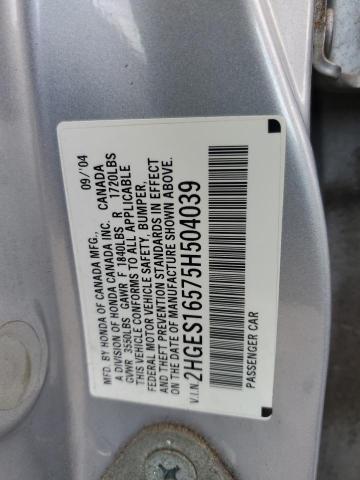 MFD. BY HONDA OF CANADA MFG., CANADA 09/'04
A DIVISION OF HONDA CANADA INC.
GVWR 3550LBS GAWR F 1840LBS R 1720LBS
THIS VEHICLE CONFORMS TO ALL APPLICABLE
FEDERAL MOTOR VEHICLE SAFETY, BUMPER,
AND THEFT PREVENTION STANDARDS IN EFFECT
ON THE DATE OF MANUFACTURE SHOWN ABOVE.
V.I.N. 2HGES16575H504039
PASSENGER CAR